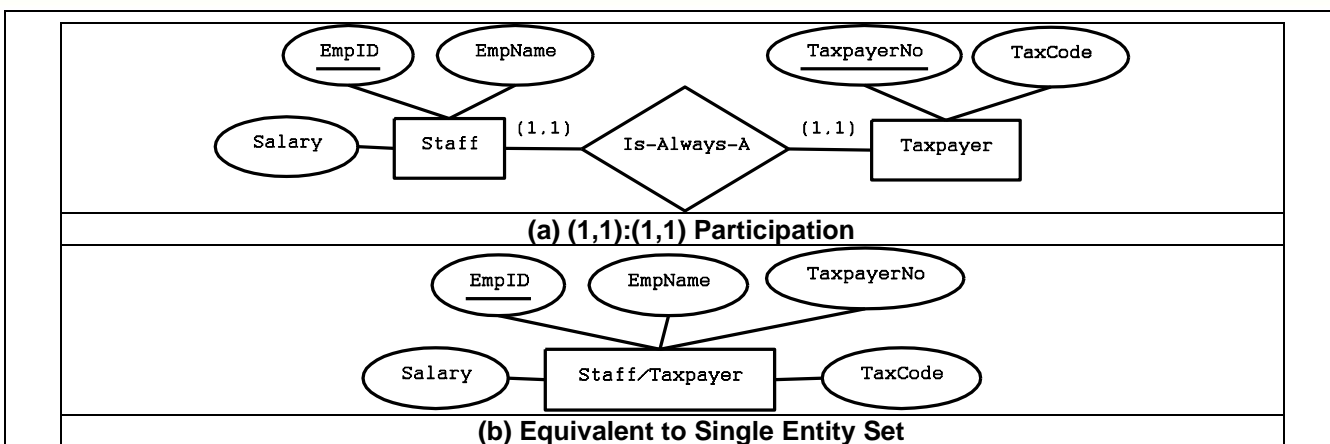 EmpID EmpName TaxpayerNo TaxCode
Salary Staff (1,1) Is-Always-A (1,1) Taxpayer
(a) (1,1):(1,1) Participation
EmpID EmpName TaxpayerNo
Salary Staff/Taxpayer TaxCode
(b) Equivalent to Single Entity Set